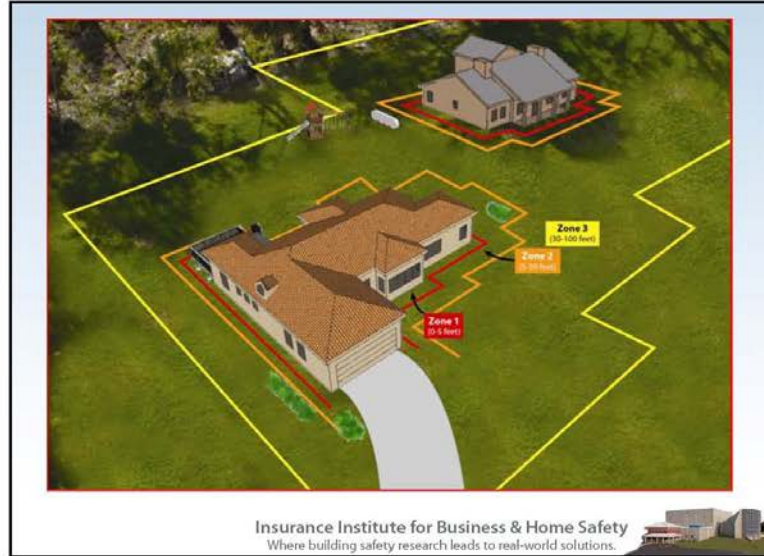 Zone 3
(30-100 feet)
Zone 2
(5-30 feet)
Zone 1
(0-5 feet)
Insurance Institute for Business & Home Safety
Where building safety research leads to real-world solutions.